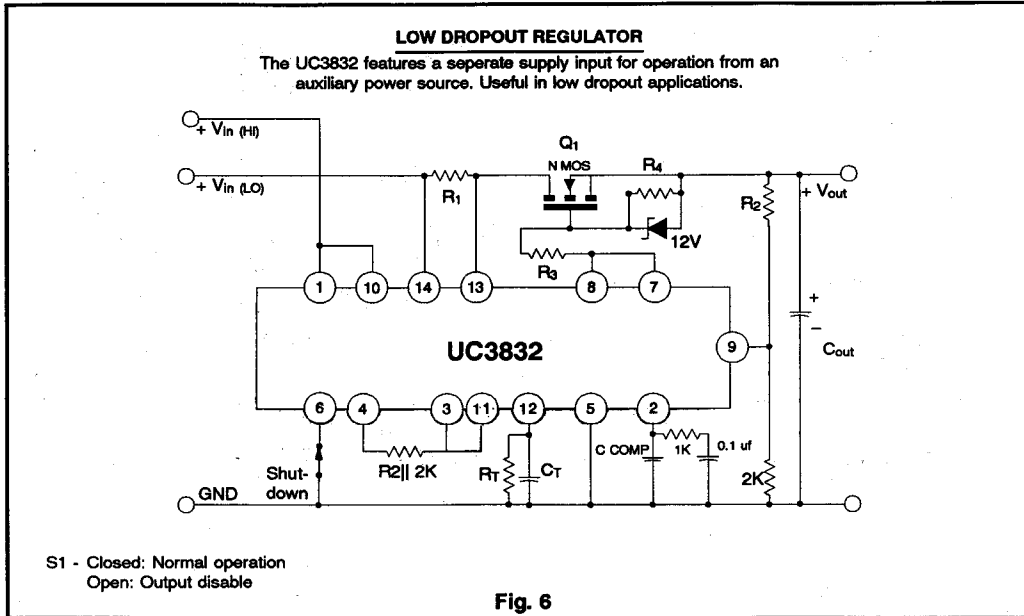 LOW DROPOUT REGULATOR
The UC3832 features a seperate supply input for operation from an
auxiliary power source. Useful in low dropout applications.
+ Vin (HI)
Q1
N MOS
R4
+ Vin (LO)
R1
R2
+ Vout
12V
R3
1 10 14 13 8 7
+
UC3832
9
−
Cout
6 4 3 11 12 5 2
R2|| 2K
RT
CT
C COMP
1K
0.1 uf
Shut-
down
2K
GND
S1 - Closed: Normal operation
Open: Output disable
Fig. 6